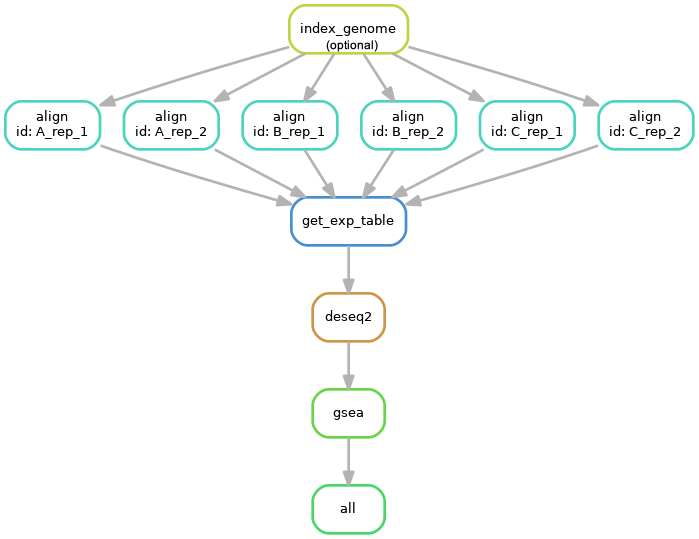 index_genome
(optional)
align
id: A_rep_1
align
id: A_rep_2
align
id: B_rep_1
align
id: B_rep_2
align
id: C_rep_1
align
id: C_rep_2
get_exp_table
deseq2
gsea
all